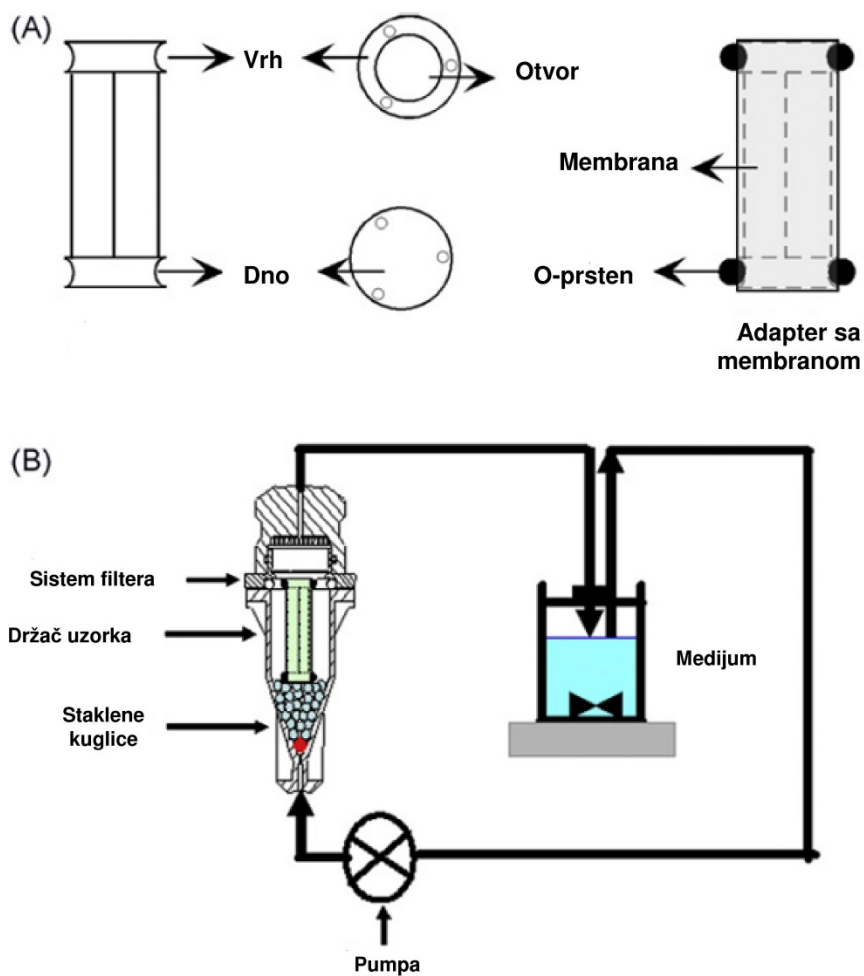 (A)
Vrh
Otvor
Membrana
Dno
O-prsten
Adapter sa
membranom
(B)
Sistem filtera
Držač uzorka
Medijum
Staklene
kuglice
Pumpa